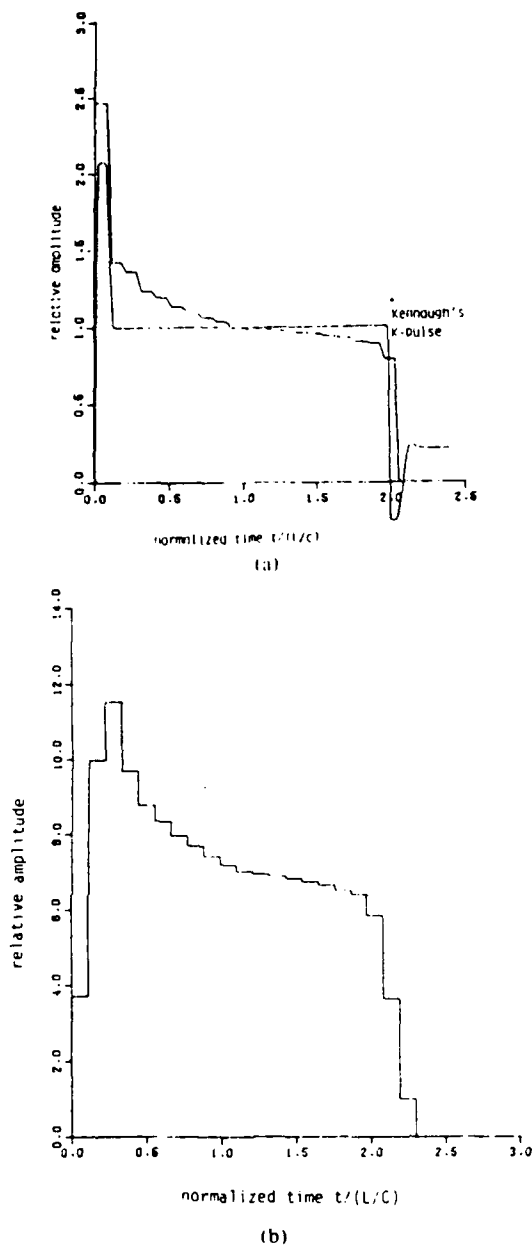 3.0
2.5
2.0
1.5
1.0
0.5
0.0
relative amplitude
Kennaugh's
K-pulse
0.0 0.5 1.0 1.5 2.0 2.5
normalized time t/(L/c)
(a)
14.0
12.0
10.0
8.0
6.0
4.0
2.0
0.0
relative amplitude
0.0 0.5 1.0 1.5 2.0 2.5 3.0
normalized time t/(L/C)
(b)